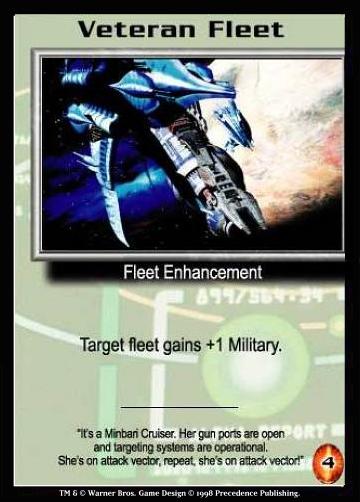 Veteran Fleet
Fleet Enhancement
Target fleet gains +1 Military.
"It's a Minbari Cruiser. Her gun ports are open
and targeting systems are operational.
She's on attack vector, repeat, she's on attack vector!"
4
TM & © Warner Bros. Game Design © 1998 Precedence Publishing.